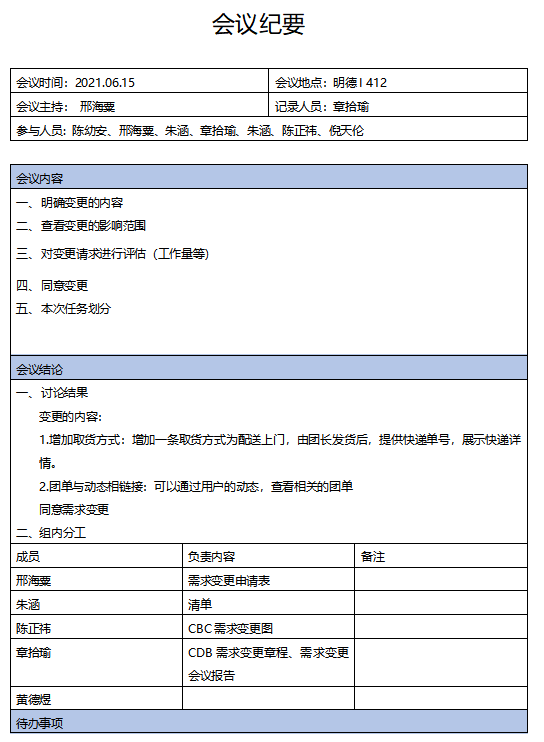 会议纪要
会议时间：2021.06.15 会议地点：明德 I 412
会议主持： 邢海粟 记录人员：章拾瑜
参与人员：陈幼安、邢海粟、朱涵、章拾瑜、朱涵、陈正祎、倪天伦
会议内容
一、明确变更的内容
二、查看变更的影响范围
三、对变更请求进行评估（工作量等）
四、同意变更
五、本次任务划分
会议结论
一、讨论结果
变更的内容：
1.增加取货方式：增加一条取货方式为配送上门，由团长发货后，提供快递单号，展示快递详
情。
2.团单与动态相链接：可以通过用户的动态，查看相关的团单
同意需求变更
二、组内分工
成员 负责内容 备注
邢海粟 需求变更申请表
朱涵 清单
陈正祎 CBC 需求变更图
章拾瑜 CDB 需求变更章程、需求变更
会议报告
黄德煜
待办事项